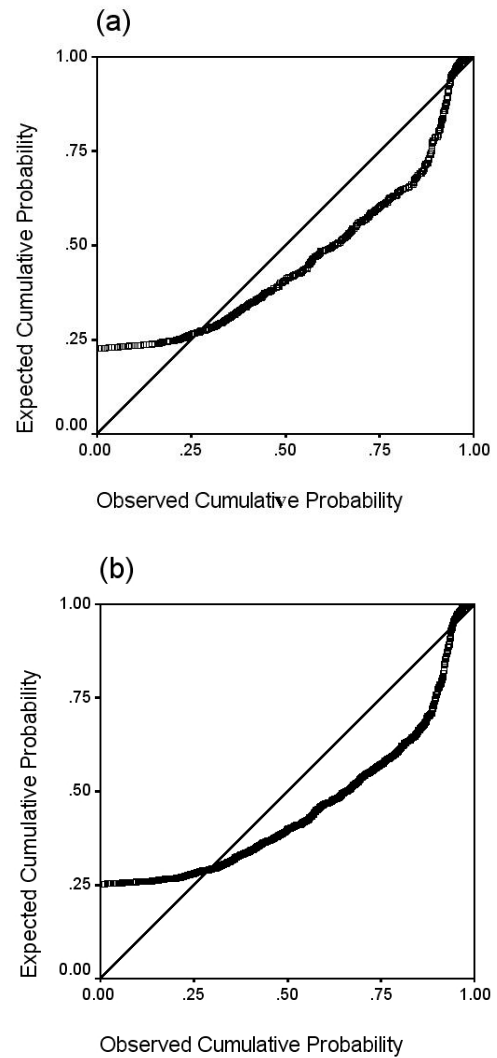 (a)
1.00
.75
.50
.25
0.00
Expected Cumulative Probability
0.00 .25 .50 .75 1.00
Observed Cumulative Probability
(b)
1.00
.75
.50
.25
0.00
Expected Cumulative Probability
0.00 .25 .50 .75 1.00
Observed Cumulative Probability